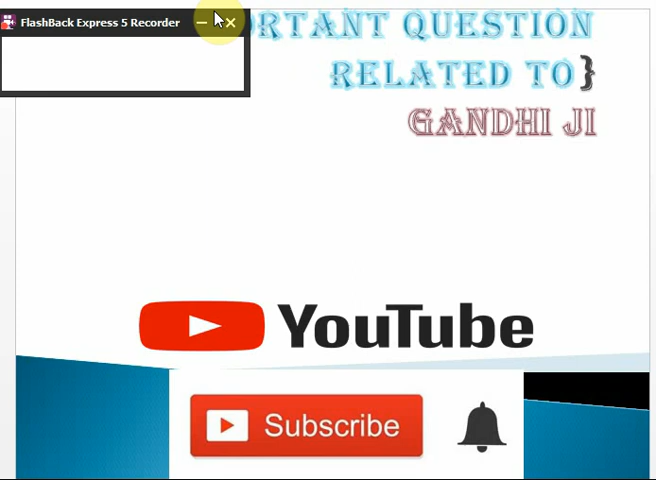 FlashBack Express 5 Recorder
ORTANT QUESTION
RELATED TO}
GANDHI JI
YouTube
Subscribe